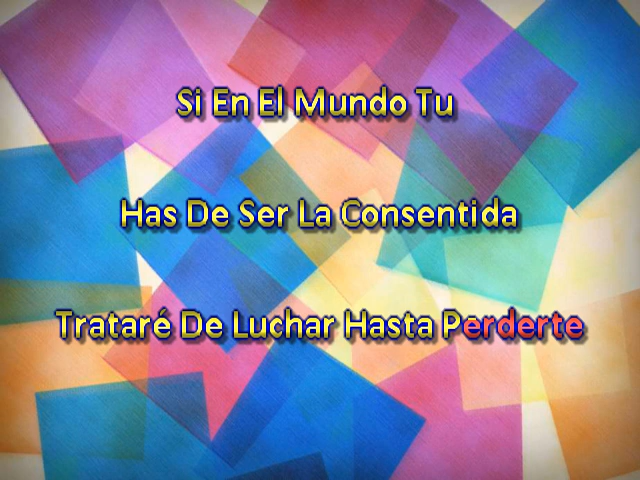 Si En El Mundo Tu
Has De Ser La Consentida
Trataré De Luchar Hasta Perderte